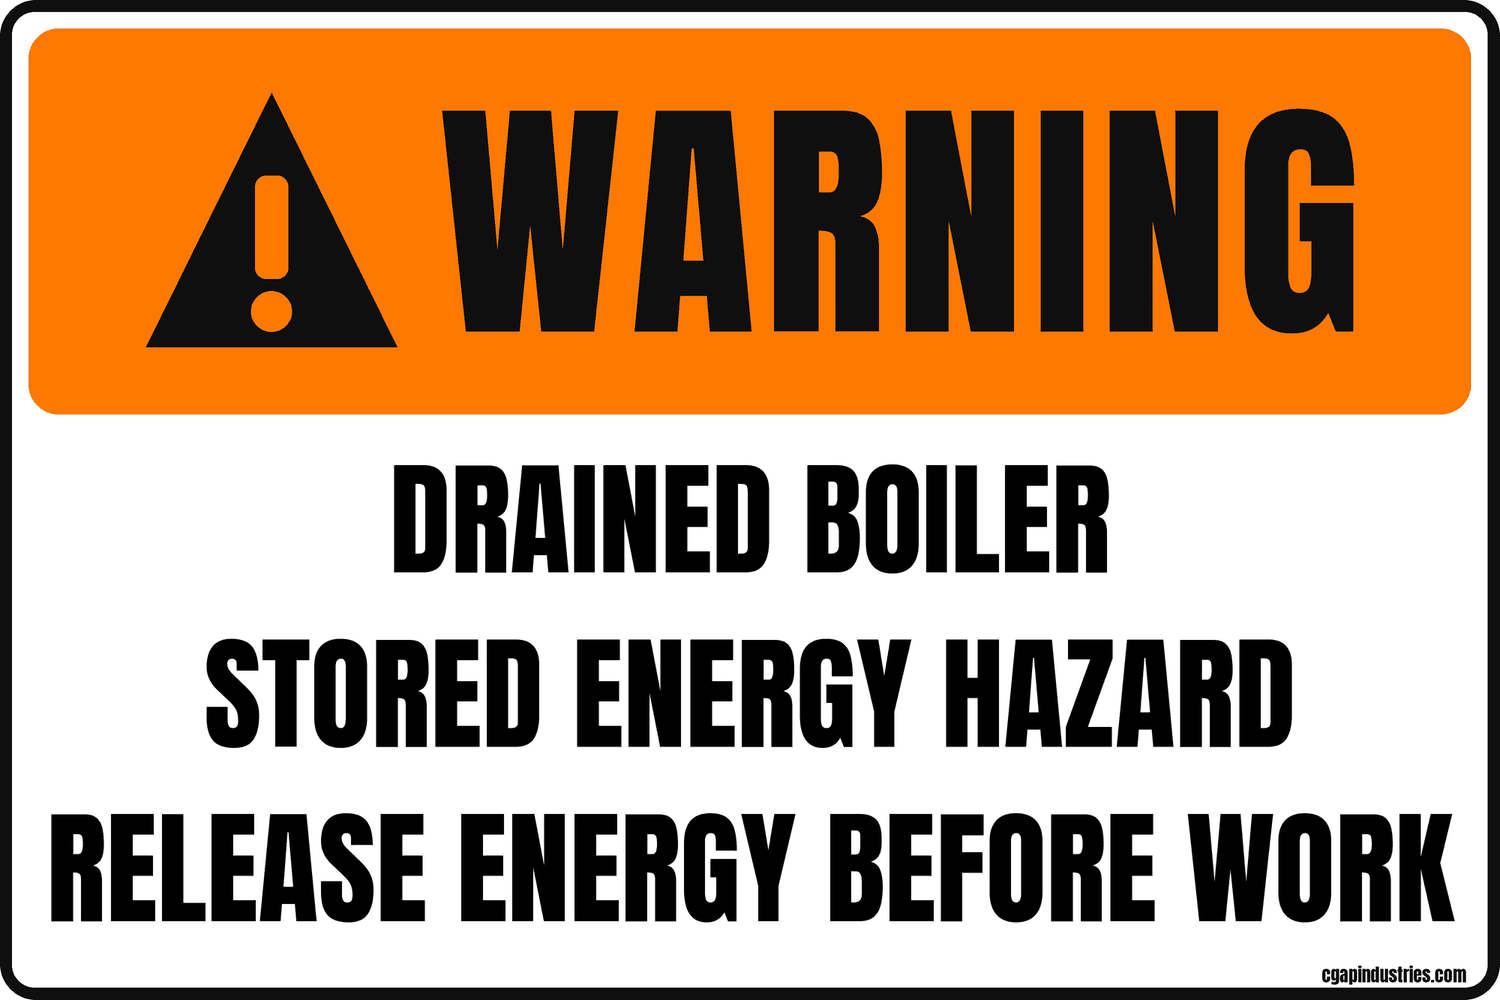 WARNING
DRAINED BOILER
STORED ENERGY HAZARD
RELEASE ENERGY BEFORE WORK
cgapindustries.com